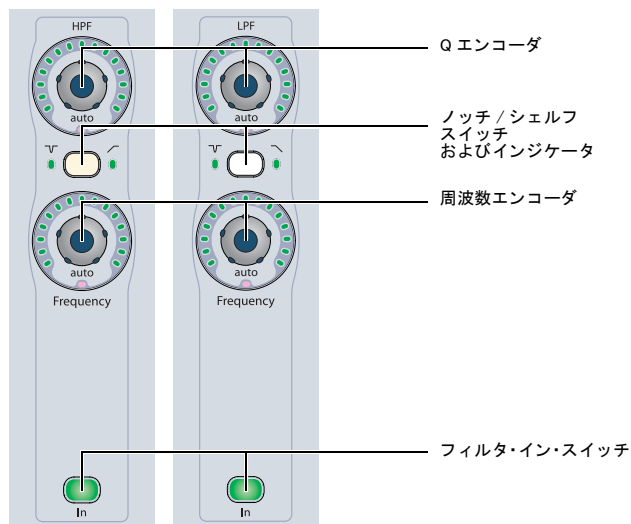 HPF
LPF
Q エンコーダ
auto
auto
ノッチ / シェルフ
スイッチ
およびインジケータ
周波数エンコーダ
auto
auto
Frequency
Frequency
フィルタ・イン・スイッチ
In
In